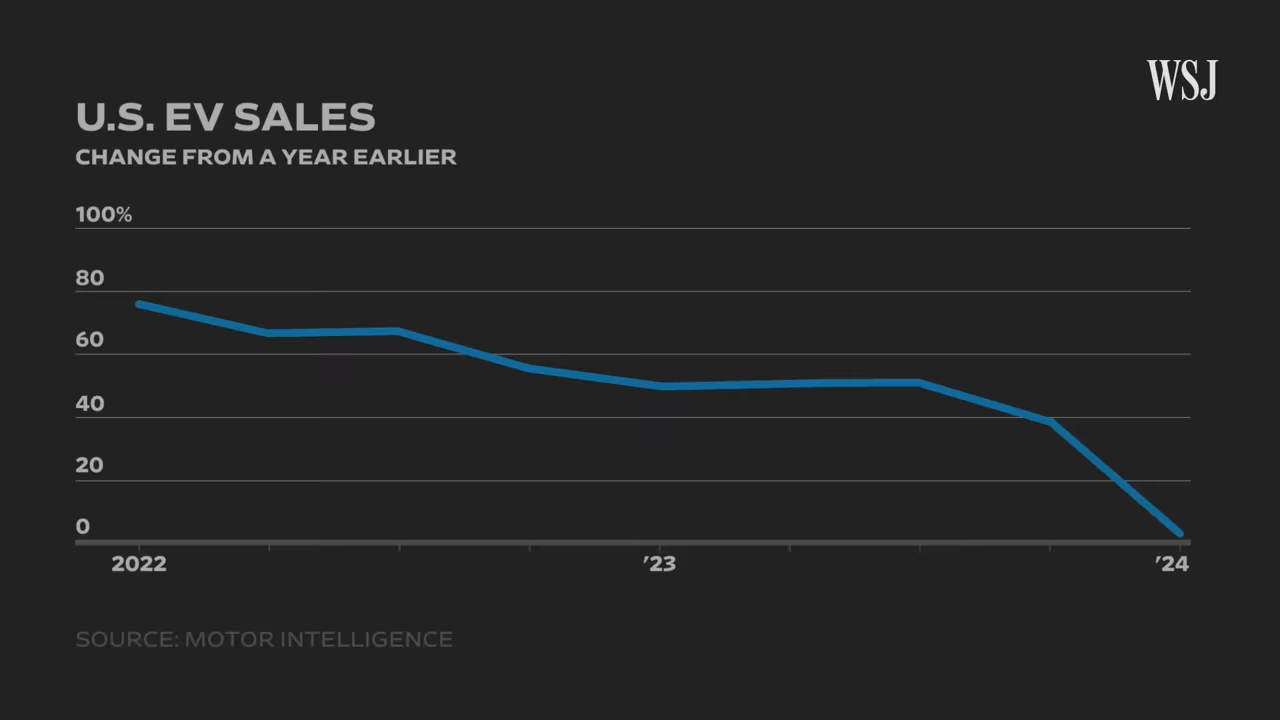 WSJ
U.S. EV SALES
CHANGE FROM A YEAR EARLIER
100%
80
60
40
20
0
2022 ’23 ’24
SOURCE: MOTOR INTELLIGENCE